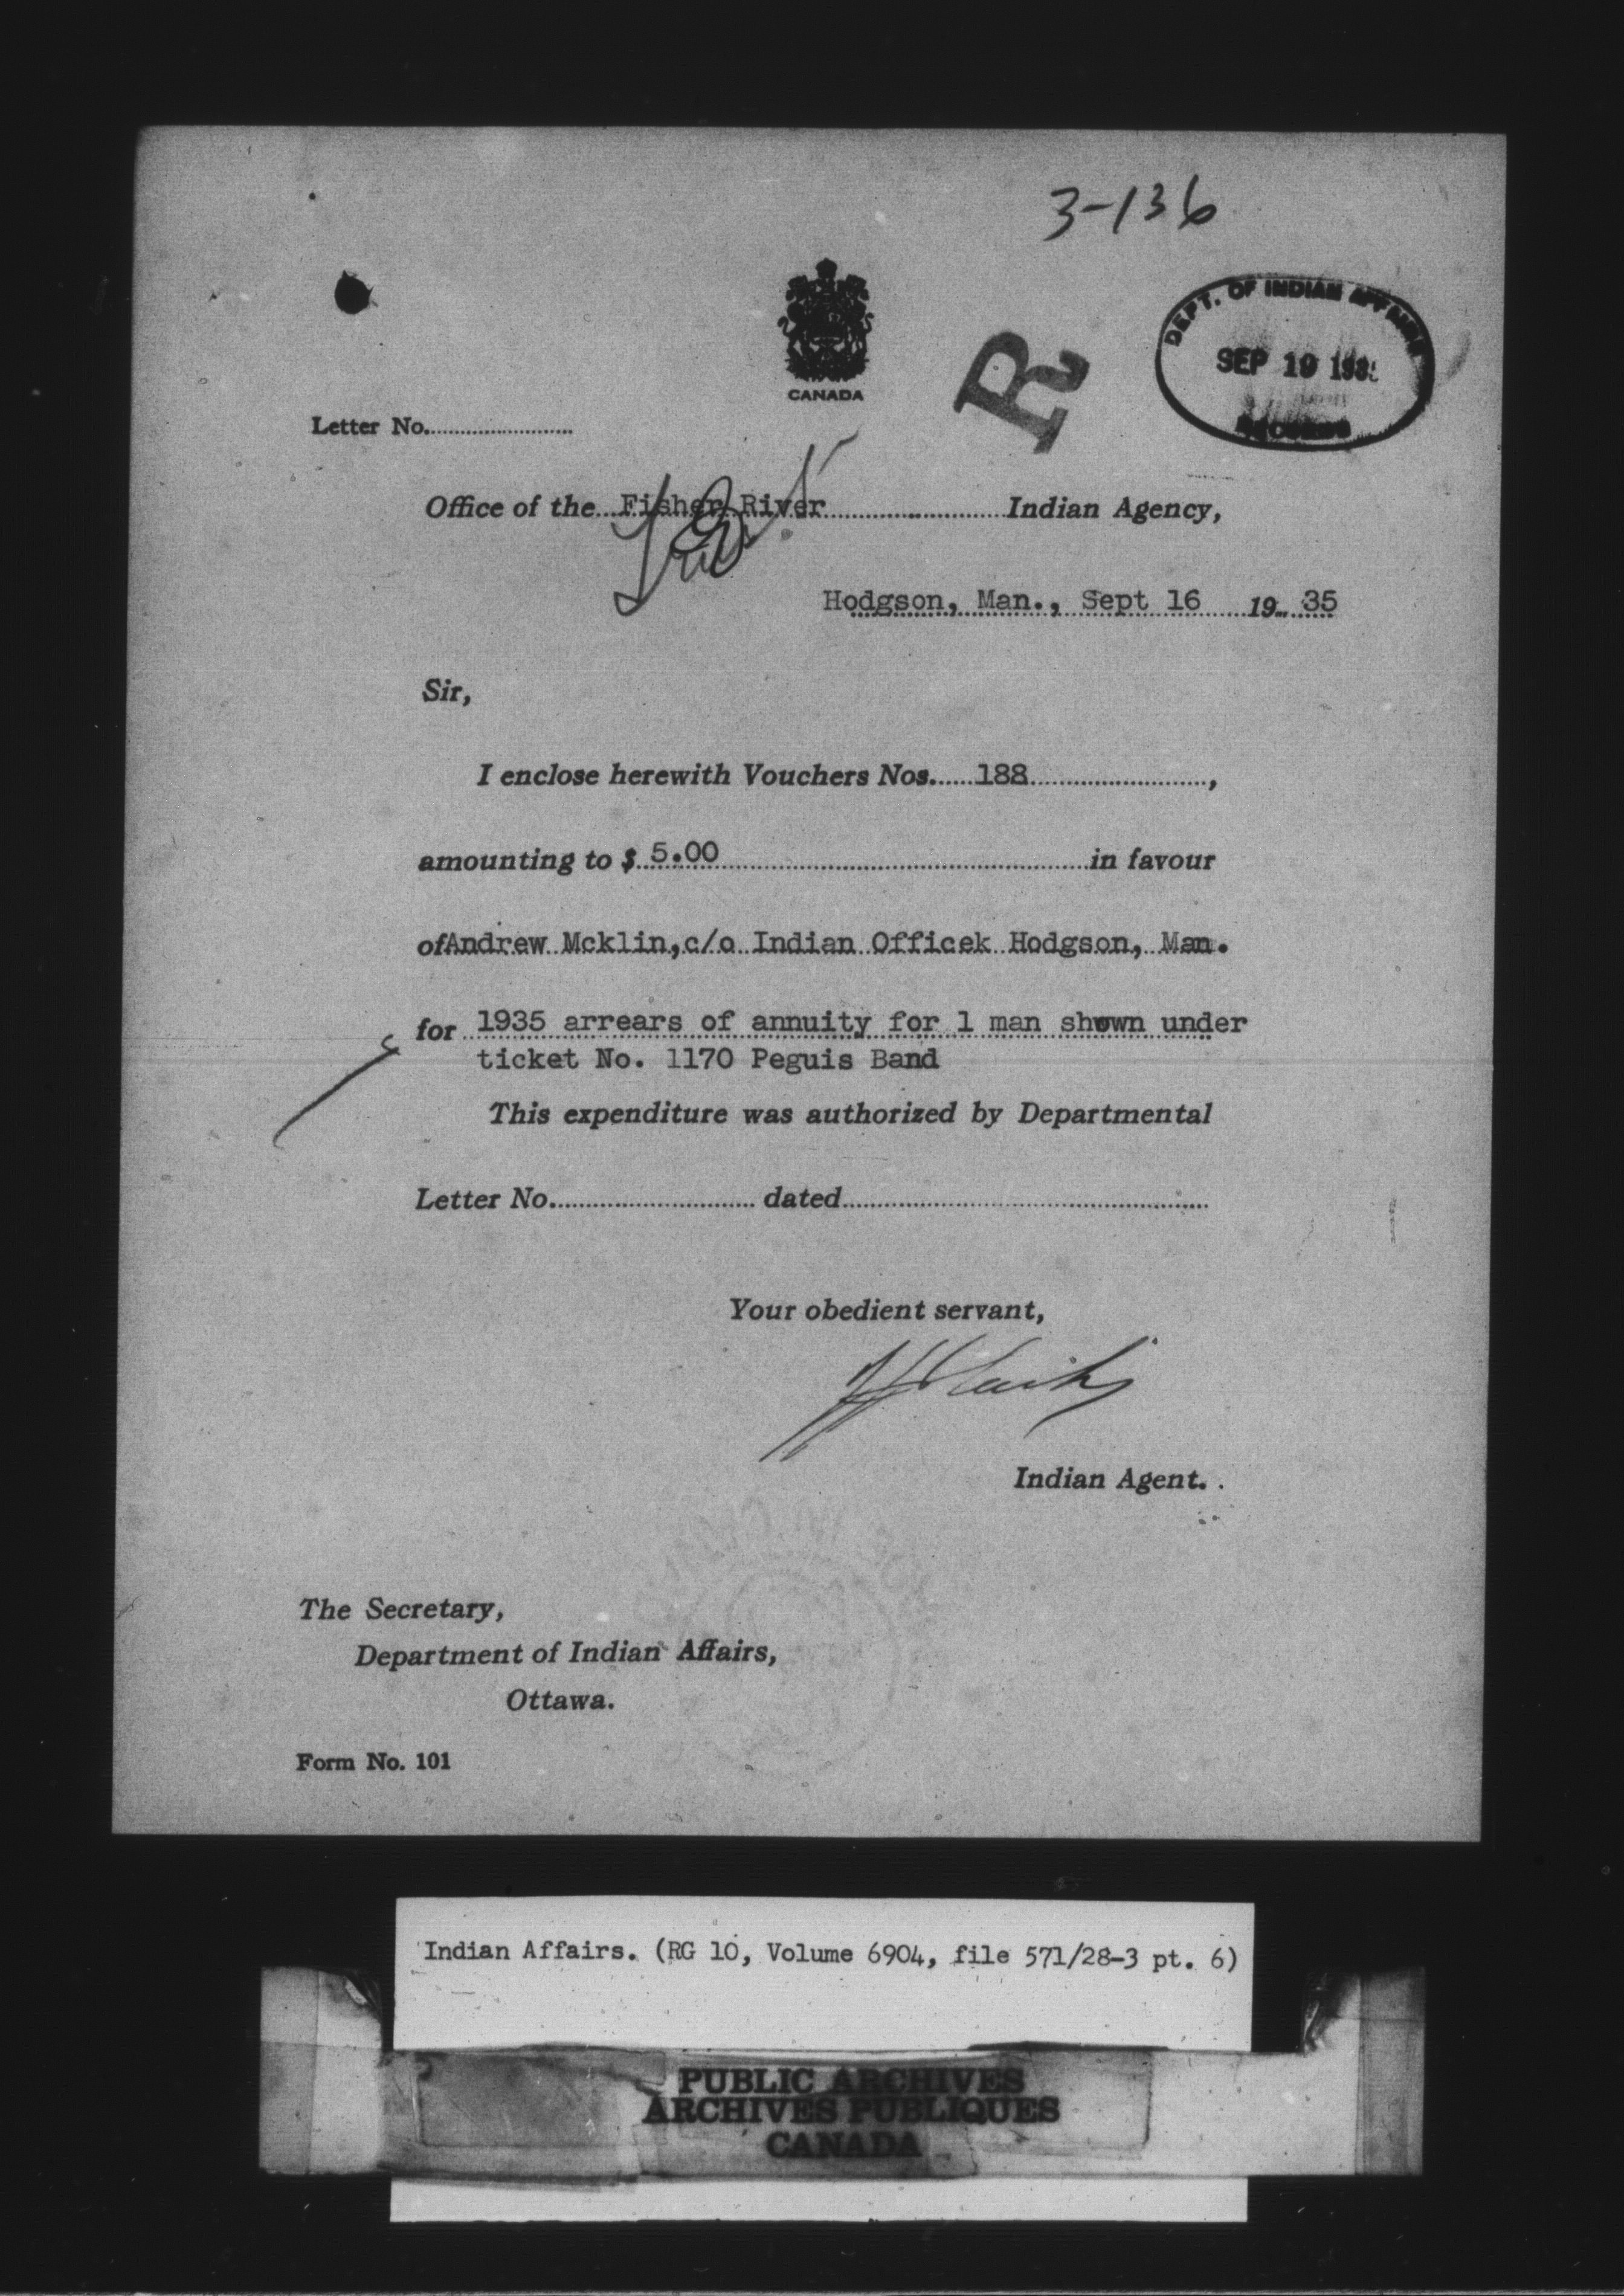 3-136
CANADA
R
DEPT. OF INDIAN AFFAIRS
SEP 19 193
RECORDS
Letter No.
Office of the Fisher River Indian Agency,
Hodgson, Man., Sept 16 19 35
Sir,
I enclose herewith Vouchers Nos. 188,
amounting to $ 5.00 in favour
of Andrew Mcklin, c/o Indian Officek Hodgson, Man.
for 1935 arrears of annuity for 1 man shown under
ticket No. 1170 Peguis Band
This expenditure was authorized by Departmental
Letter No. dated
Your obedient servant,
Indian Agent.
The Secretary,
Department of Indian Affairs,
Ottawa.
Form No. 101
Indian Affairs. (RG 10, Volume 6904, file 571/28-3 pt. 6)
PUBLIC ARCHIVES
ARCHIVES PUBLIQUES
CANADA